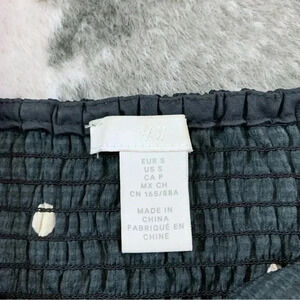 H&M
EUR S
US S
CA P
MX CH
CN 165/88A
MADE IN
CHINA
FABRIQUÉ EN
CHINE